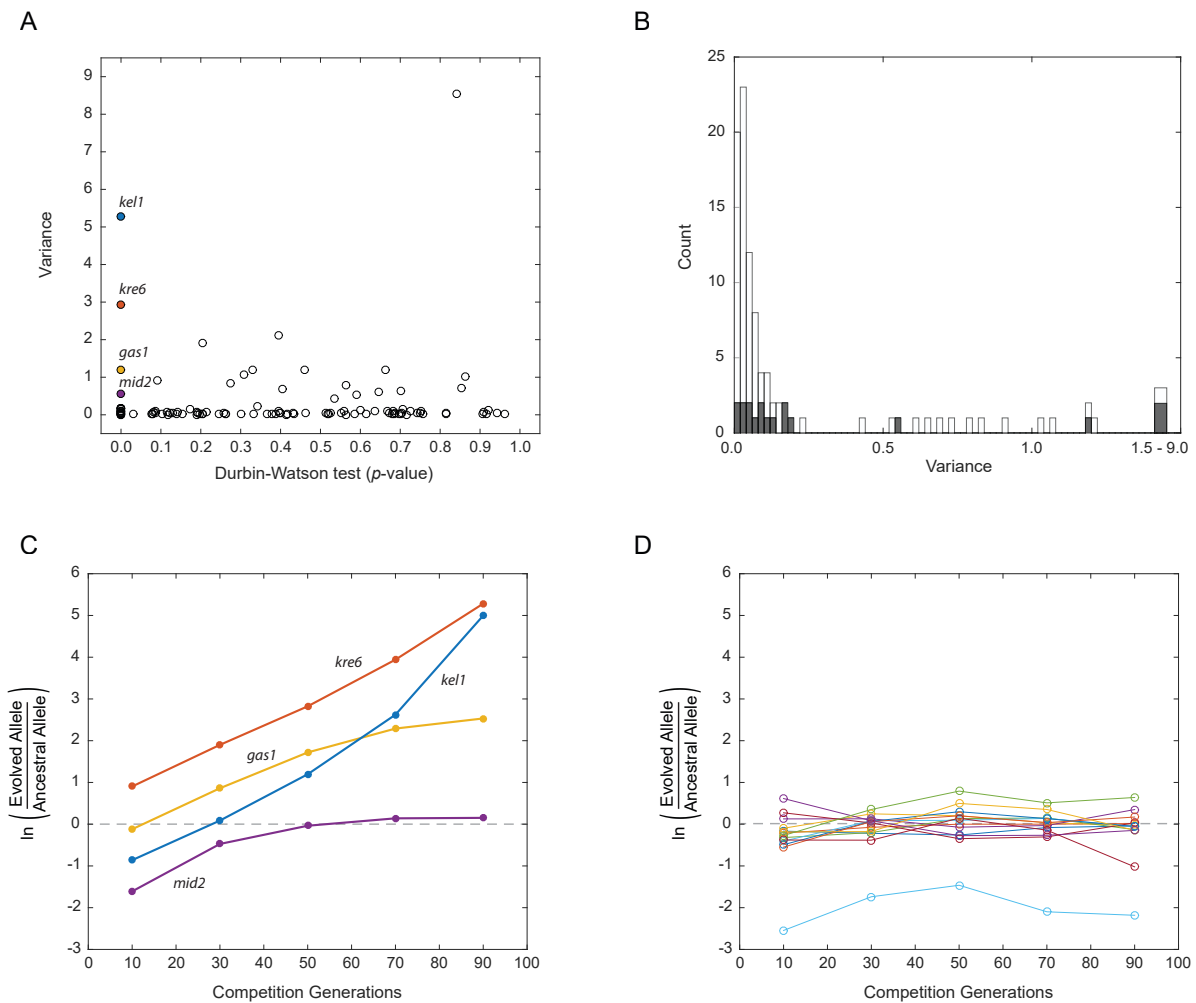 A
9
8
7
6
5
4
3
2
1
0
Variance
kel1
kre6
gas1
mid2
0.0 0.1 0.2 0.3 0.4 0.5 0.6 0.7 0.8 0.9 1.0
Durbin-Watson test (p-value)
B
25
20
15
10
5
0
Count
0.0 0.5 1.0 1.5 - 9.0
Variance
C
6
5
4
3
2
1
0
-1
-2
-3
ln (Evolved Allele
Ancestral Allele)
kre6
kel1
gas1
mid2
0 10 20 30 40 50 60 70 80 90 100
Competition Generations
D
6
5
4
3
2
1
0
-1
-2
-3
ln (Evolved Allele
Ancestral Allele)
0 10 20 30 40 50 60 70 80 90 100
Competition Generations